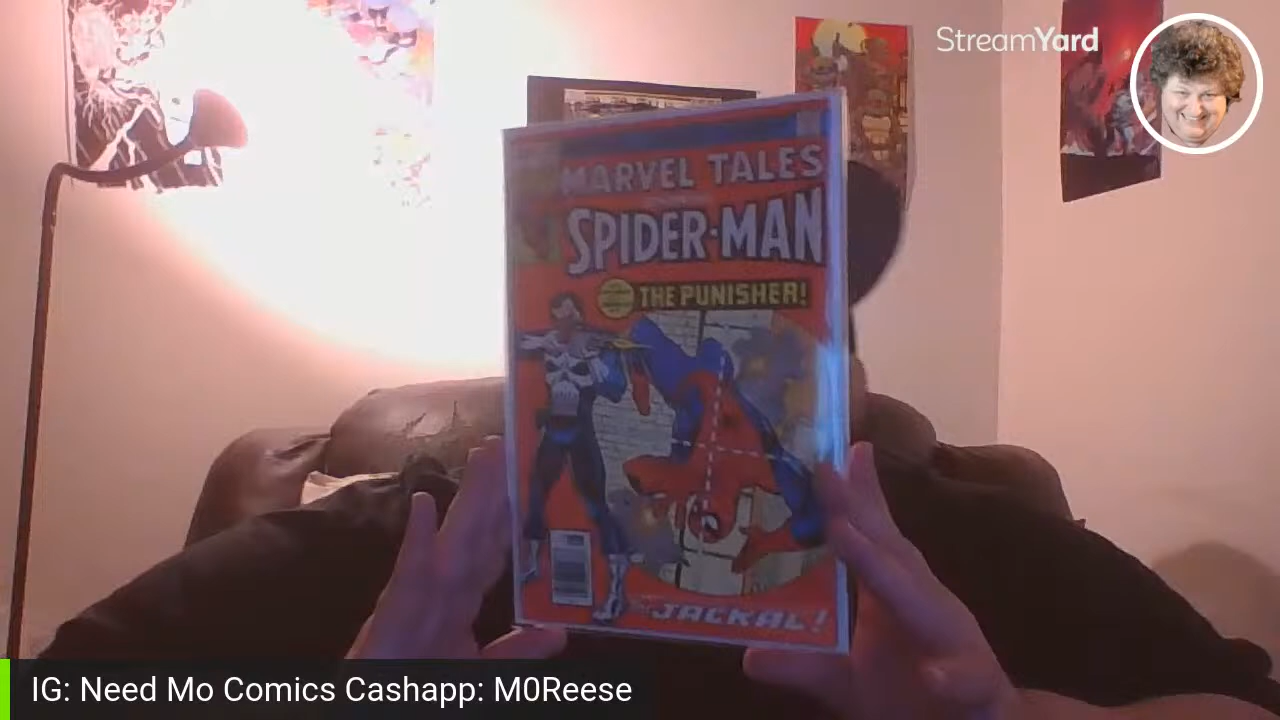 StreamYard
MARVEL TALES
SPIDER-MAN
THE PUNISHER!
JACKAL!
IG: Need Mo Comics Cashapp: M0Reese